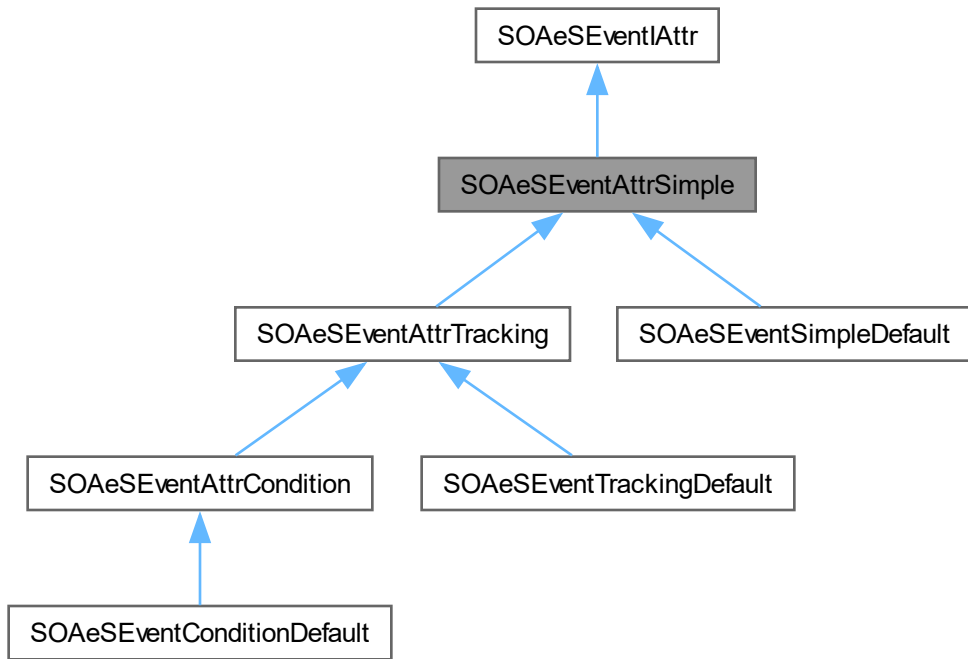 SOAeSEventIAttr
SOAeSEventAttrSimple
SOAeSEventAttrTracking
SOAeSEventSimpleDefault
SOAeSEventAttrCondition
SOAeSEventTrackingDefault
SOAeSEventConditionDefault